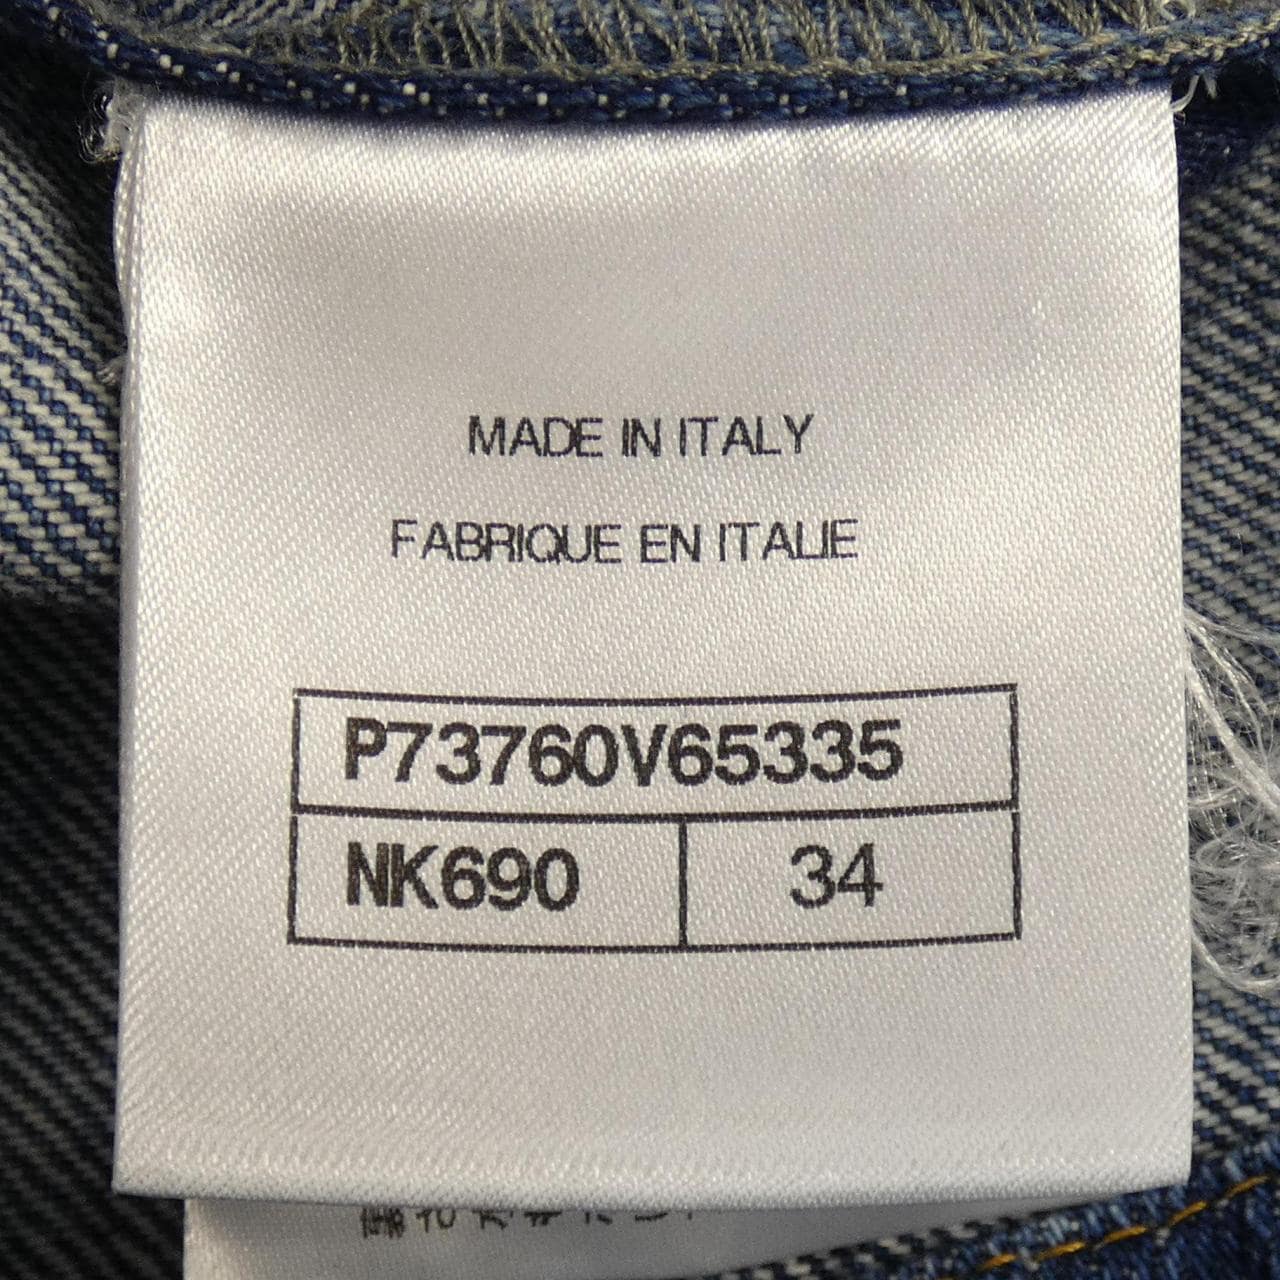 MADE IN ITALY
FABRIQUE EN ITALIE
P73760V65335
NK690 34